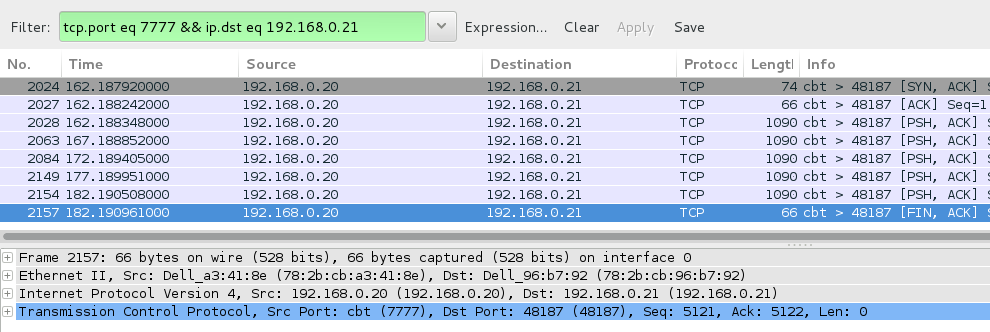 Filter: tcp.port eq 7777 && ip.dst eq 192.168.0.21 Expression... Clear Apply Save
No. Time Source Destination Protocc Lengtl Info
2024 162.187920000 192.168.0.20 192.168.0.21 TCP 74 cbt > 48187 [SYN, ACK] S
2027 162.188242000 192.168.0.20 192.168.0.21 TCP 66 cbt > 48187 [ACK] Seq=1
2028 162.188348000 192.168.0.20 192.168.0.21 TCP 1090 cbt > 48187 [PSH, ACK] S
2063 167.188852000 192.168.0.20 192.168.0.21 TCP 1090 cbt > 48187 [PSH, ACK] S
2084 172.189405000 192.168.0.20 192.168.0.21 TCP 1090 cbt > 48187 [PSH, ACK] S
2149 177.189951000 192.168.0.20 192.168.0.21 TCP 1090 cbt > 48187 [PSH, ACK] S
2154 182.190508000 192.168.0.20 192.168.0.21 TCP 1090 cbt > 48187 [PSH, ACK] S
2157 182.190961000 192.168.0.20 192.168.0.21 TCP 66 cbt > 48187 [FIN, ACK] S
Frame 2157: 66 bytes on wire (528 bits), 66 bytes captured (528 bits) on interface 0
Ethernet II, Src: Dell_a3:41:8e (78:2b:cb:a3:41:8e), Dst: Dell_96:b7:92 (78:2b:cb:96:b7:92)
Internet Protocol Version 4, Src: 192.168.0.20 (192.168.0.20), Dst: 192.168.0.21 (192.168.0.21)
Transmission Control Protocol, Src Port: cbt (7777), Dst Port: 48187 (48187), Seq: 5121, Ack: 5122, Len: 0